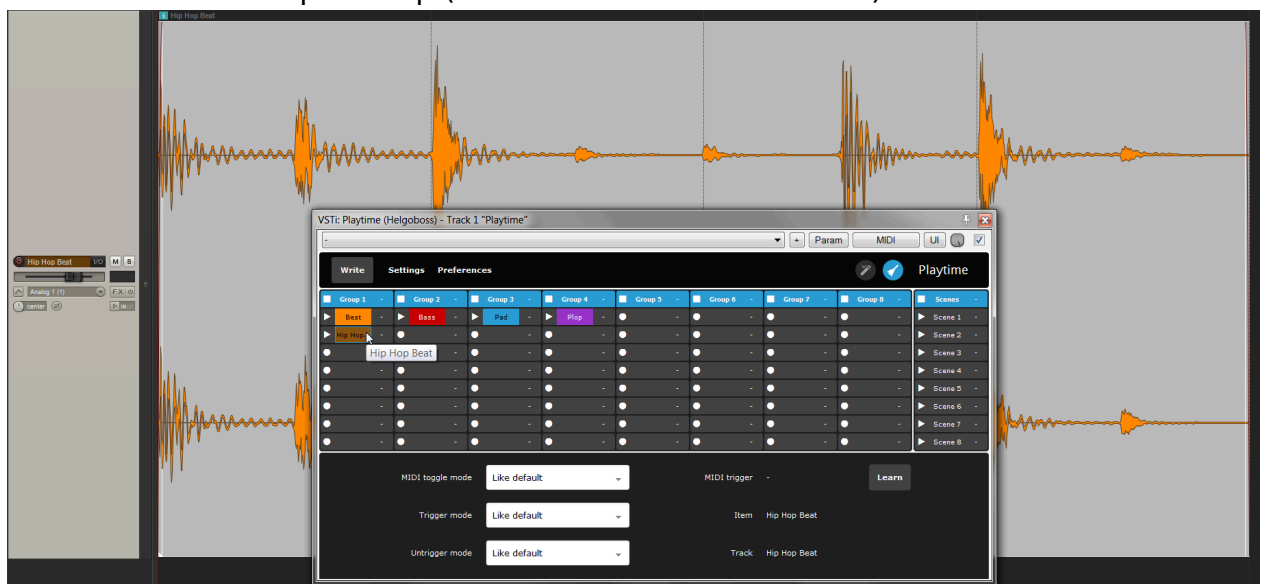 1 Hip Hop Beat
VSTi: Playtime (Helgoboss) - Track 1 "Playtime"
- + Param MIDI UI
Write Settings Preferences Playtime
Group 1 - Group 2 - Group 3 - Group 4 - Group 5 - Group 6 - Group 7 - Group 8 - Scenes -
Beat - Bass - Pad - Plop - - - - - Scene 1 -
Hip Hop - - - - - - - Scene 2 -
Hip Hop Beat - - - - - - Scene 3 -
- - - - - - - - Scene 4 -
- - - - - - - - Scene 5 -
- - - - - - - - Scene 6 -
- - - - - - - - Scene 7 -
- - - - - - - - Scene 8 -
MIDI toggle mode Like default MIDI trigger - Learn
Trigger mode Like default Item Hip Hop Beat
Untrigger mode Like default Track Hip Hop Beat
Hip Hop Beat I/O M S
Analog 1 (1) FX
center IN